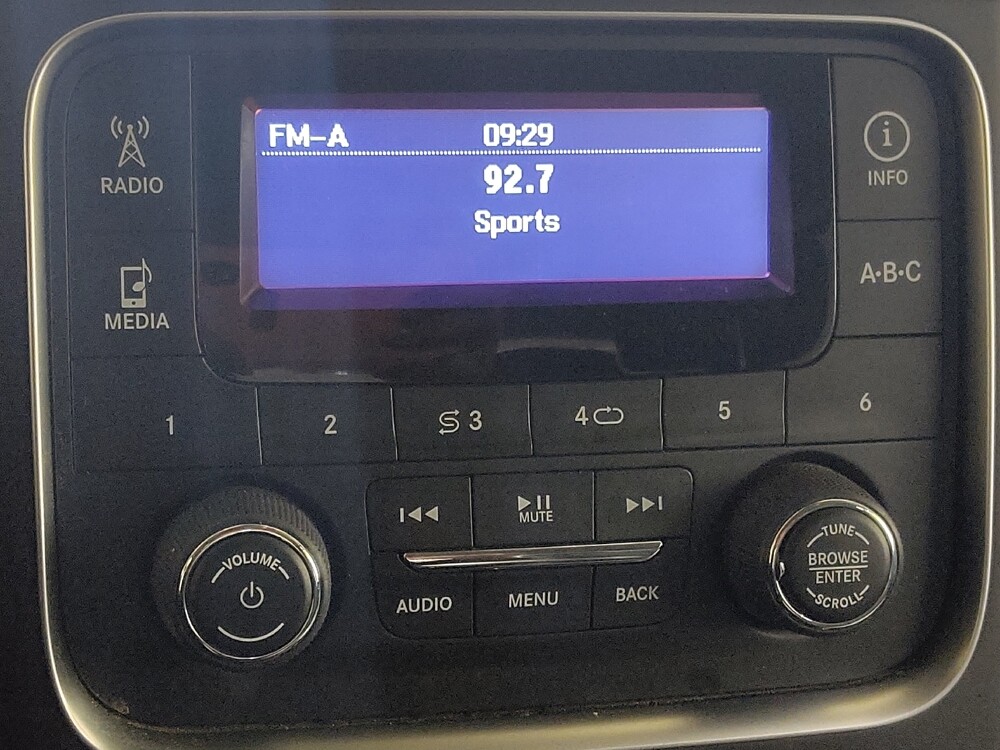 FM-A 09:29
92.7
Sports
RADIO
MEDIA
i
INFO
A•B•C
1
2
3
4
5
6
MUTE
AUDIO
MENU
BACK
VOLUME
TUNE
BROWSE
ENTER
SCROLL